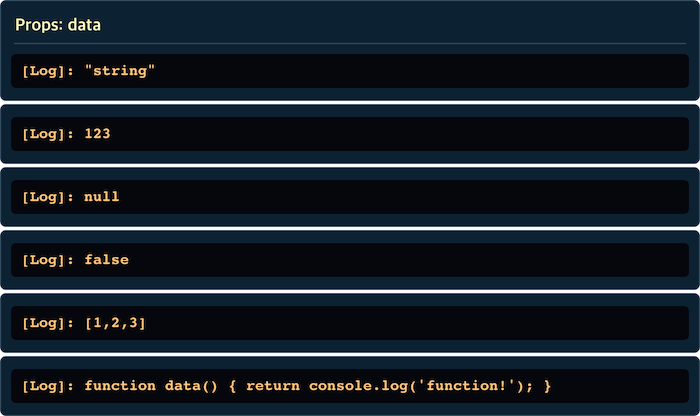 Props: data
[Log]: "string"
[Log]: 123
[Log]: null
[Log]: false
[Log]: [1,2,3]
[Log]: function data() { return console.log('function!'); }